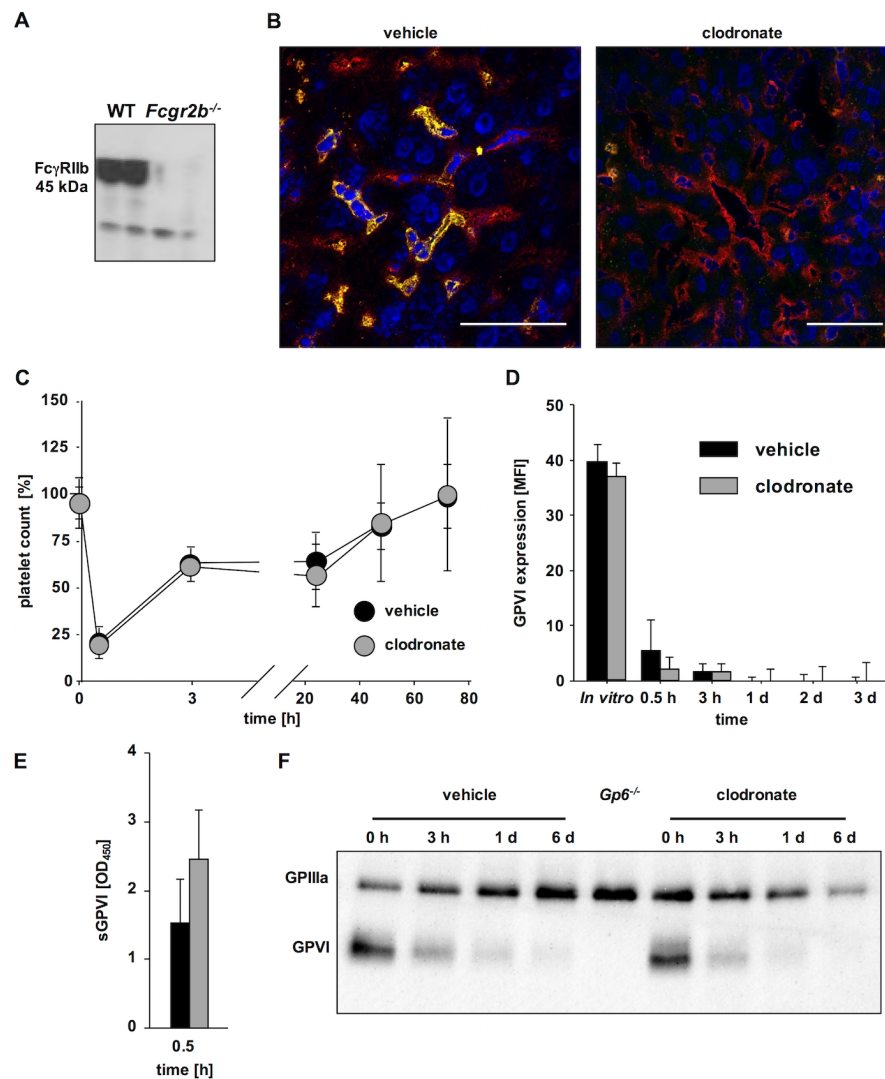 A
WT Fcgr2b-/-
FcγRIIb
45 kDa
B
vehicle clodronate
C
platelet count [%]
150
125
100
75
50
25
0
0 3 20 40 60 80
time [h]
vehicle
clodronate
D
GPVI expression [MFI]
50
40
30
20
10
0
In vitro 0.5 h 3 h 1 d 2 d 3 d
time
vehicle
clodronate
E
sGPVI [OD450]
4
3
2
1
0
0.5
time [h]
F
vehicle Gp6-/- clodronate
0 h 3 h 1 d 6 d 0 h 3 h 1 d 6 d
GPIIIa
GPVI